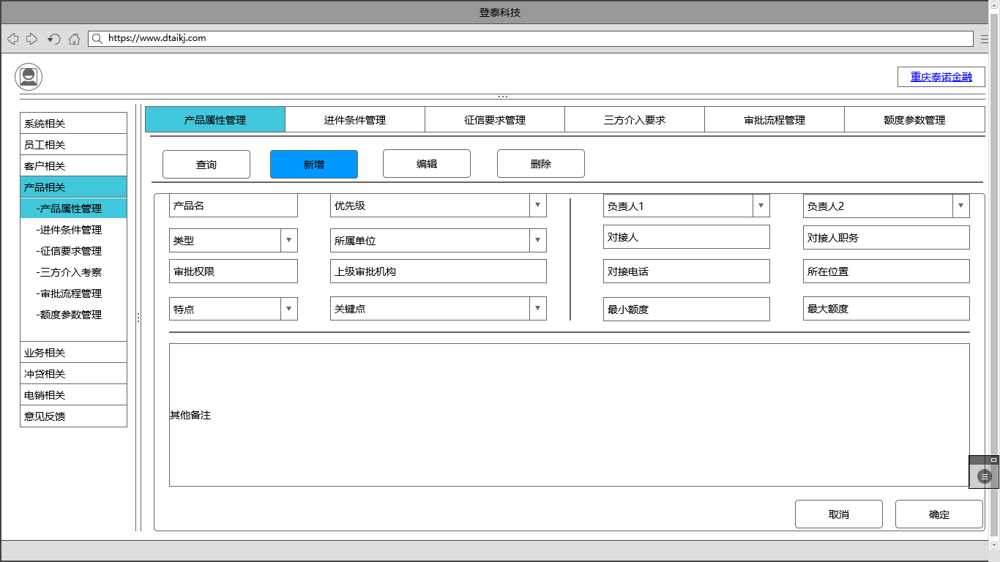 登泰科技
https://www.dtaikj.com
重庆泰诺金融
系统相关
员工相关
客户相关
产品相关
-产品属性管理
-进件条件管理
-征信要求管理
-三方介入考察
-审批流程管理
-额度参数管理
业务相关
冲贷相关
电销相关
意见反馈
产品属性管理 进件条件管理 征信要求管理 三方介入要求 审批流程管理 额度参数管理
查询 新增 编辑 删除
产品名 优先级 负责人1 负责人2
类型 所属单位 对接人 对接人职务
审批权限 上级审批机构 对接电话 所在位置
特点 关键点 最小额度 最大额度
其他备注
取消 确定